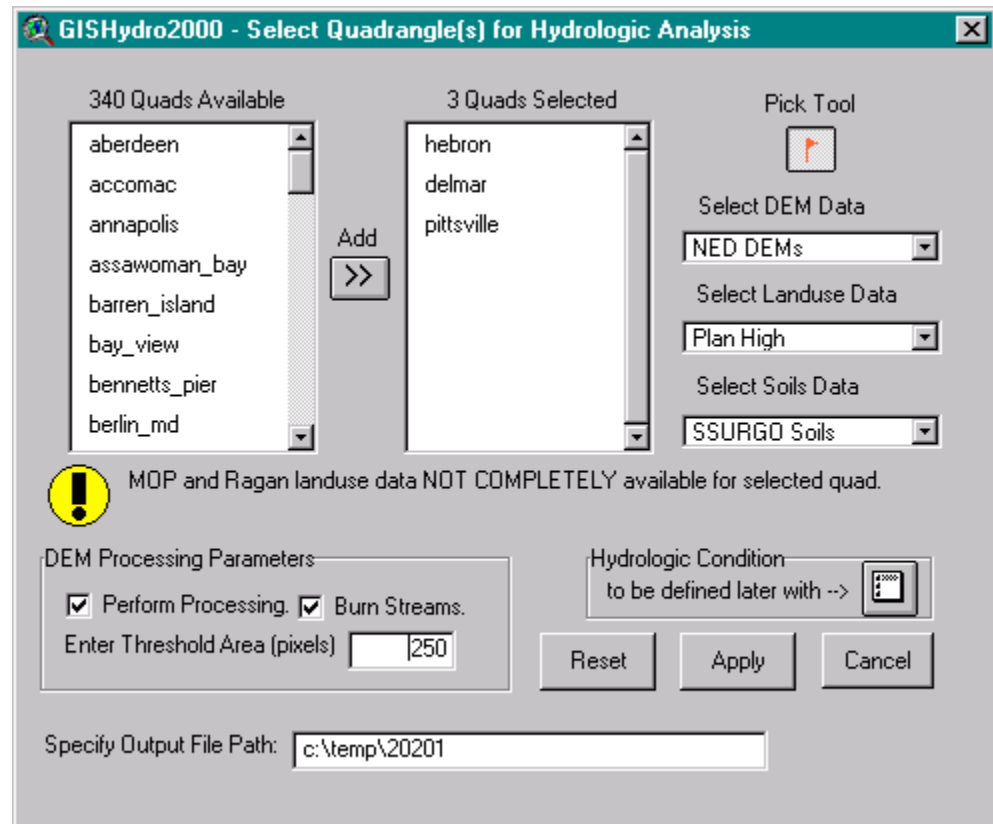 GISHydro2000 - Select Quadrangle(s) for Hydrologic Analysis
340 Quads Available
aberdeen
accomac
annapolis
assawoman_bay
barren_island
bay_view
bennetts_pier
berlin_md
Add
>>
3 Quads Selected
hebron
delmar
pittsville
Pick Tool
Select DEM Data
NED DEMs
Select Landuse Data
Plan High
Select Soils Data
SSURGO Soils
MOP and Ragan landuse data NOT COMPLETELY available for selected quad.
DEM Processing Parameters
Perform Processing.
Burn Streams.
Enter Threshold Area (pixels)
250
Hydrologic Condition
to be defined later with -->
Reset
Apply
Cancel
Specify Output File Path:
c:\temp\20201